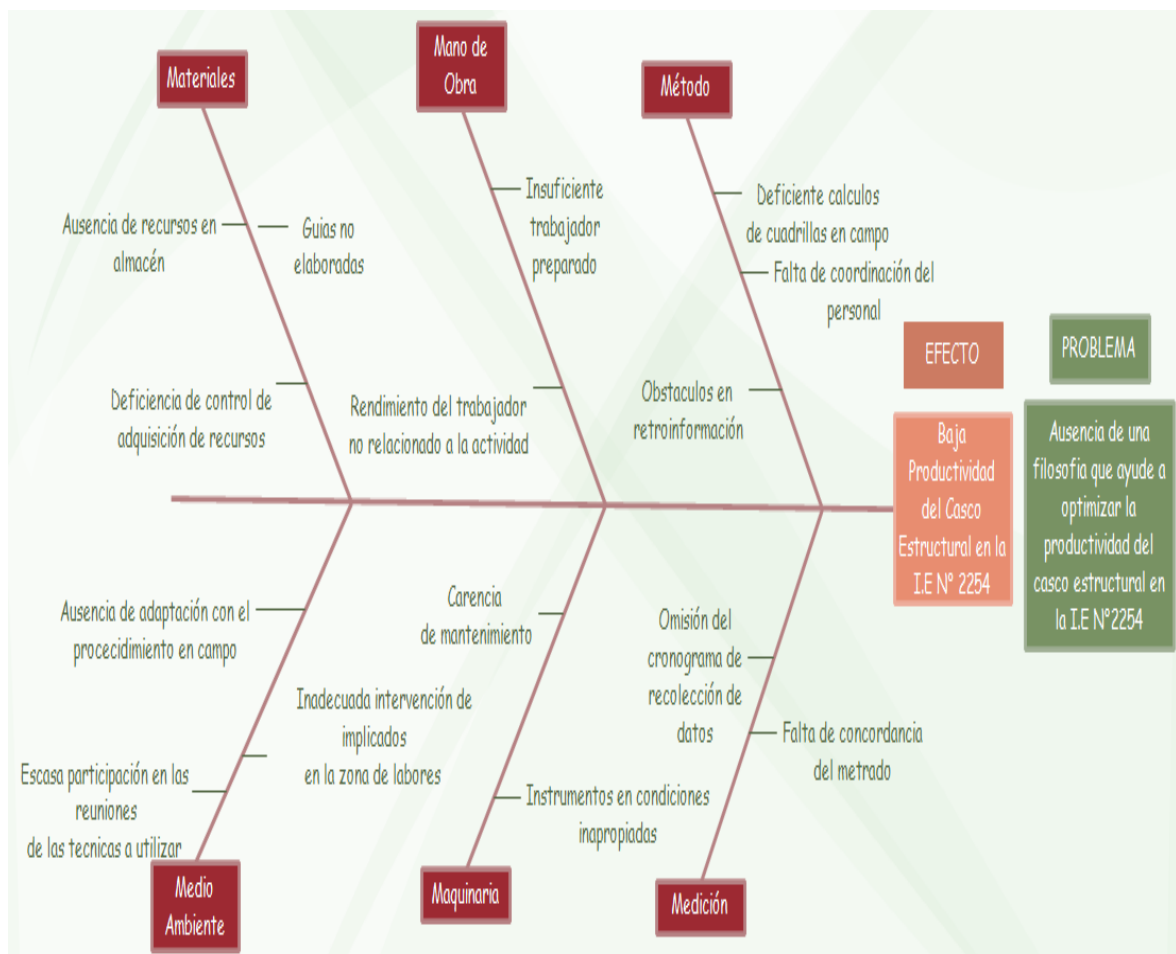 Materiales
Mano de
Obra
Método
Ausencia de recursos en
almacén
Guias no
elaboradas
Deficiencia de control de
adquisición de recursos
Insuficiente
trabajador
preparado
Rendimiento del trabajador
no relacionado a la actividad
Deficiente calculos
de cuadrillas en campo
Falta de coordinación del
personal
Obstaculos en
retroinformación
EFECTO
PROBLEMA
Baja
Productividad
del Casco
Estructural en la
I.E N° 2254
Ausencia de una
filosofia que ayude a
optimizar la
productividad del
casco estructural en
la I.E N°2254
Ausencia de adaptación con el
procecidimiento en campo
Inadecuada intervención de
implicados
en la zona de labores
Escasa participación en las
reuniones
de las tecnicas a utilizar
Carencia
de mantenimiento
Instrumentos en condiciones
inapropiadas
Omisión del
cronograma de
recolección de
datos
Falta de concordancia
del metrado
Medio
Ambiente
Maquinaria
Medición